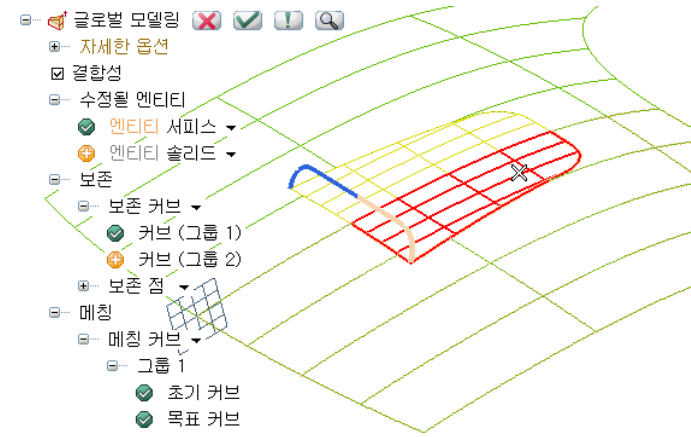 글로벌 모델링
자세한 옵션
결합성
수정될 엔티티
엔티티 서피스
엔티티 솔리드
보존
보존 커브
커브 (그룹 1)
커브 (그룹 2)
보존 점
메칭
메칭 커브
그룹 1
초기 커브
목표 커브